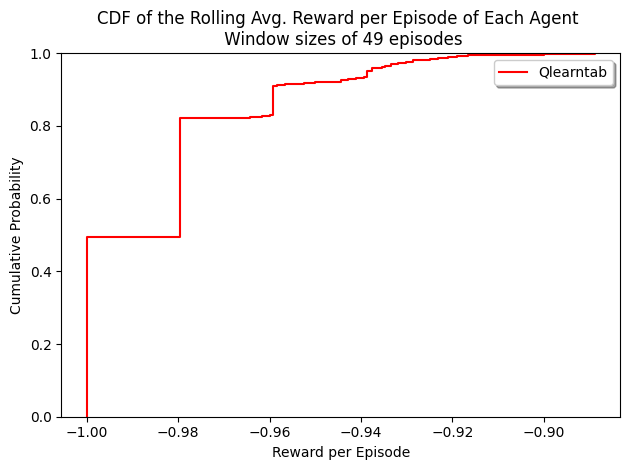 CDF of the Rolling Avg. Reward per Episode of Each Agent
Window sizes of 49 episodes
Qlearntab
Cumulative Probability
1.0
0.8
0.6
0.4
0.2
0.0
−1.00 −0.98 −0.96 −0.94 −0.92 −0.90
Reward per Episode